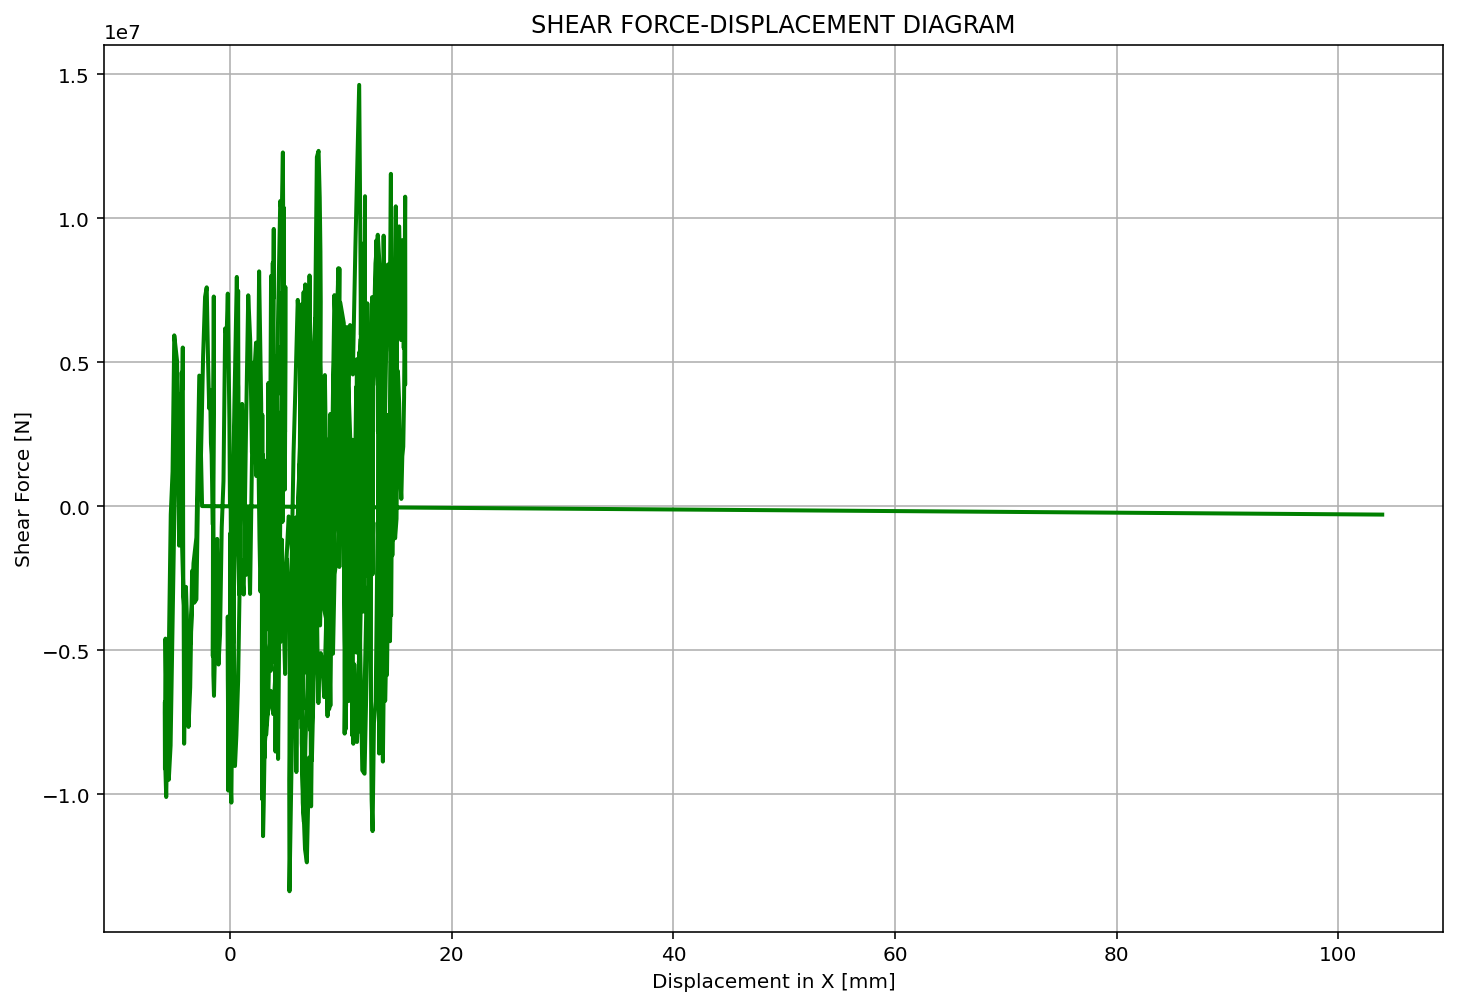 SHEAR FORCE-DISPLACEMENT DIAGRAM
1e7
1.5
1.0
0.5
0.0
−0.5
−1.0
Shear Force [N]
0 20 40 60 80 100
Displacement in X [mm]